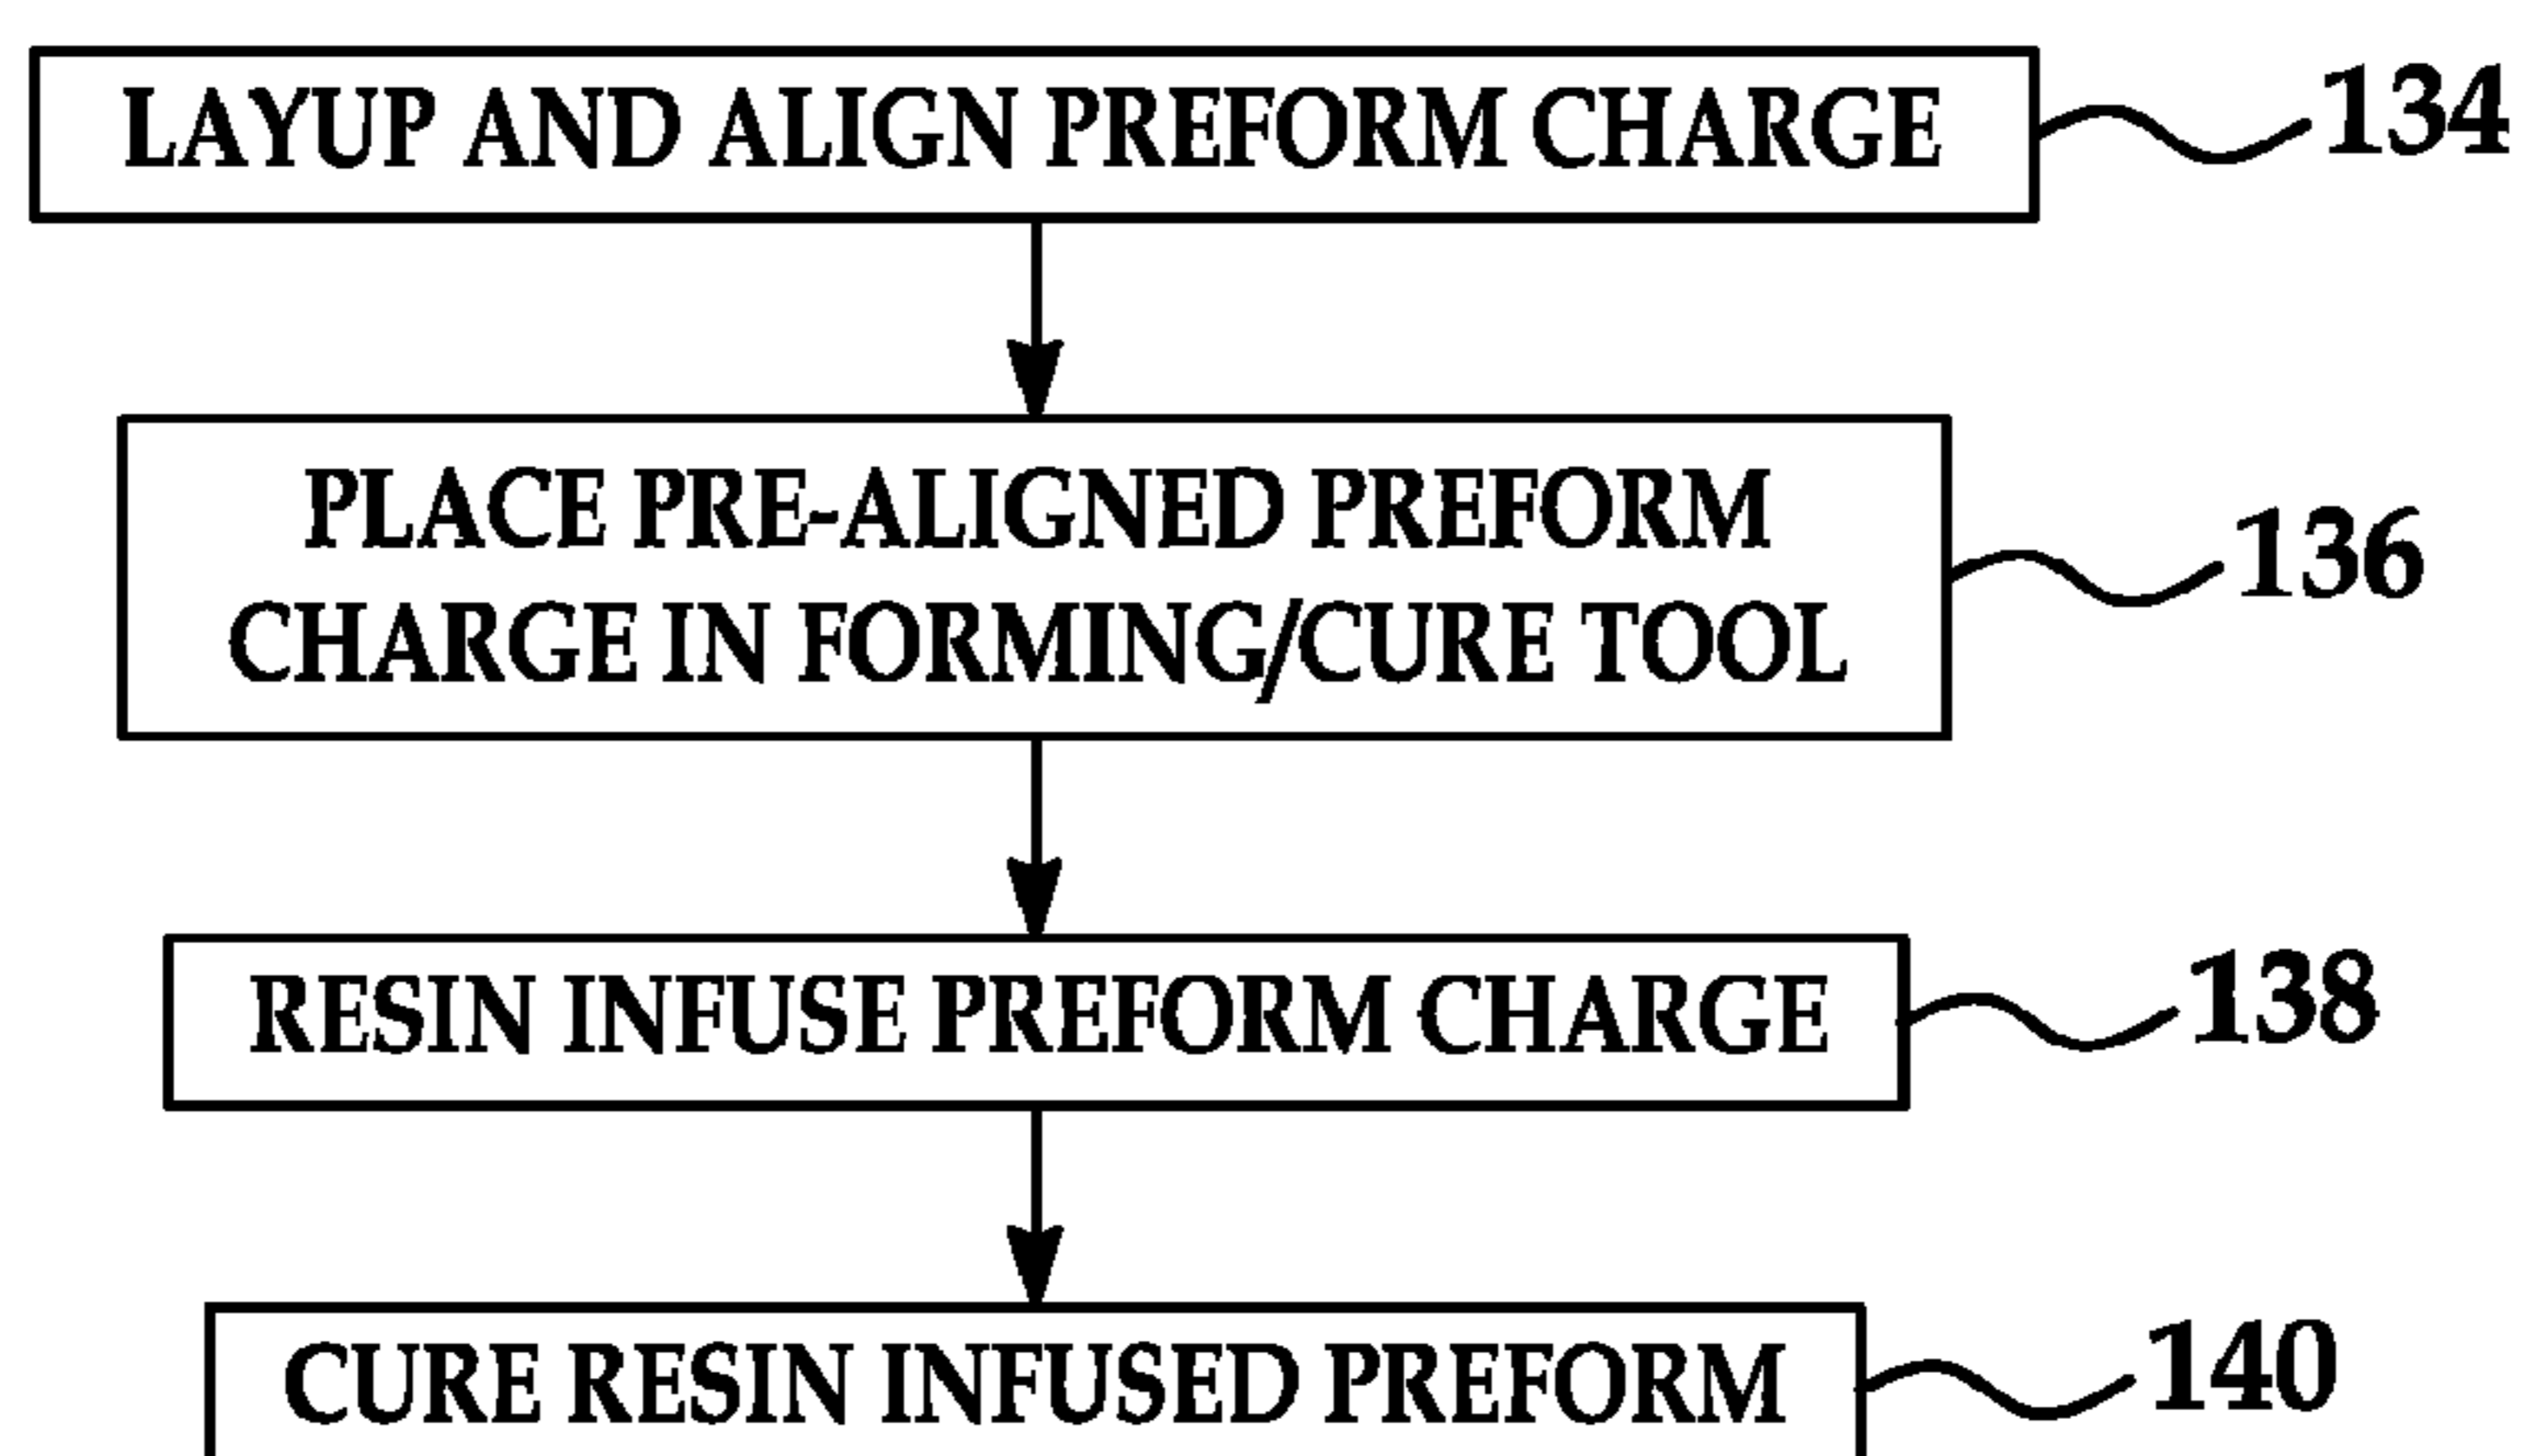 LAYUP AND ALIGN PREFORM CHARGE
134
PLACE PRE-ALIGNED PREFORM
CHARGE IN FORMING/CURE TOOL
136
RESIN INFUSE PREFORM CHARGE
138
CURE RESIN INFUSED PREFORM
140